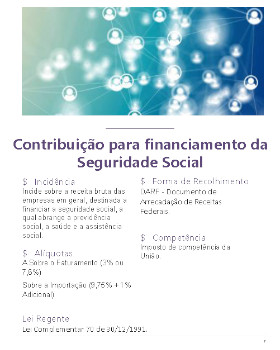 Contribuição para financiamento da
Seguridade Social
$ Incidência
Incide sobre a receita bruta das
empresas em geral, destinada a
financiar a seguridade social, a
qual abrange a previdência
social, a saúde e a assistência
social.
$ Alíquotas
A Sobre o Faturamento (3% ou
7,6%)
Sobre a Importação (9,75% + 1%
Adicional)
Lei Regente
Lei Complementar 70 de 30/12/1991.
$ Forma de Recolhimento
DARF - Documento de
Arrecadação de Receitas
Federais.
$ Competência
Imposto de competência da
União.